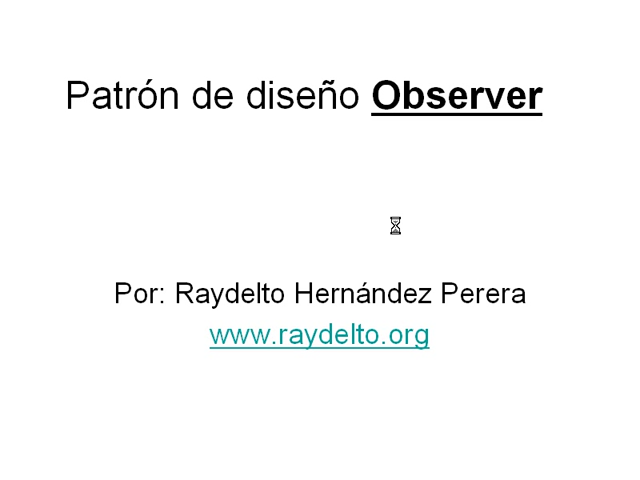 Patrón de diseño Observer
Por: Raydelto Hernández Perera
www.raydelto.org